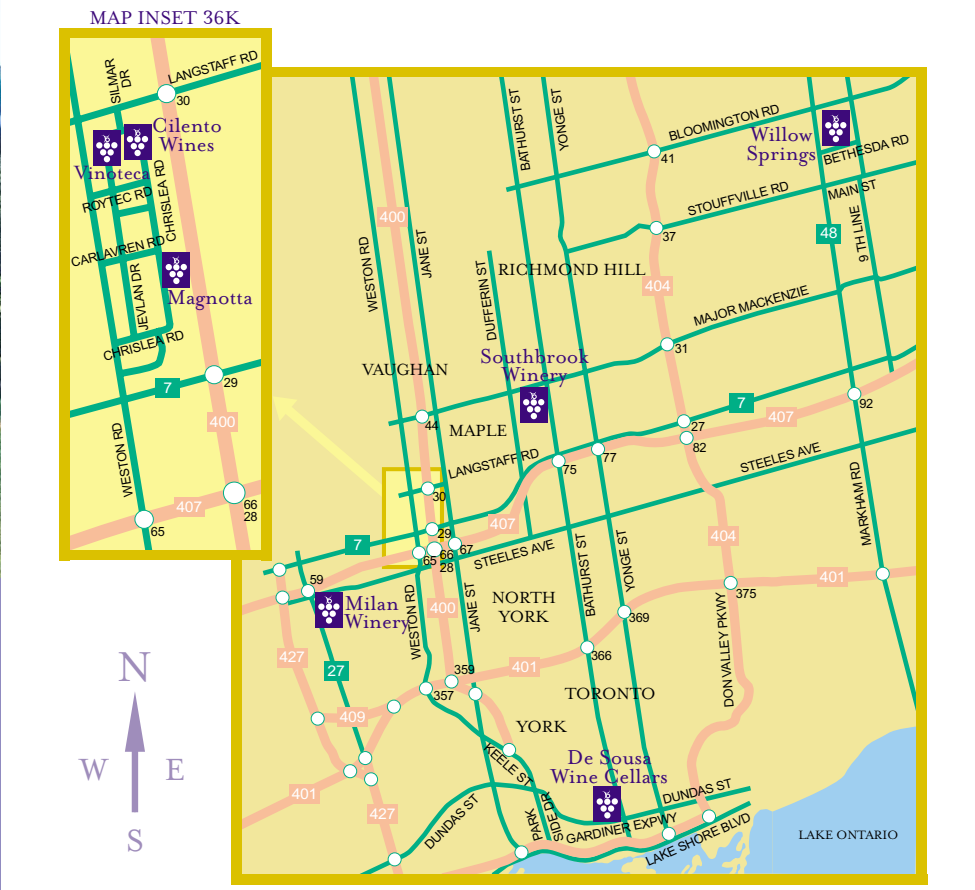 MAP INSET 36K
SILMAR
DR
LANGSTAFF RD
30
Cilento
Wines
Vinoteca
ROYTEC RD
CHRISLEA RD
CARLAVREN RD
JEVLAN DR
Magnotta
CHRISLEA RD
7
29
400
WESTON RD
407
66
28
65
BATHURST ST
YONGE ST
BLOOMINGTON RD
41
Willow
Springs
BETHESDA RD
MAIN ST
STOUFFVILLE RD
37
400
WESTON RD
JANE ST
48
9 TH LINE
DUFFERIN ST
RICHMOND HILL
404
MAJOR MACKENZIE
31
Southbrook
Winery
VAUGHAN
44
MAPLE
7
407
27
82
92
LANGSTAFF RD
75
77
STEELES AVE
30
407
404
MARKHAM RD
29
7
65
66
28
67
STEELES AVE
BATHURST ST
YONGE ST
401
375
59
Milan
Winery
WESTON RD
400
JANE ST
NORTH
YORK
369
DON VALLEY PKWY
427
27
366
401
359
357
TORONTO
409
YORK
KEELE ST
De Sousa
Wine Cellars
401
427
DUNDAS ST
PARK
SIDE DR
DUNDAS ST
GARDINER EXPWY
LAKE SHORE BLVD
LAKE ONTARIO
N
W
E
S